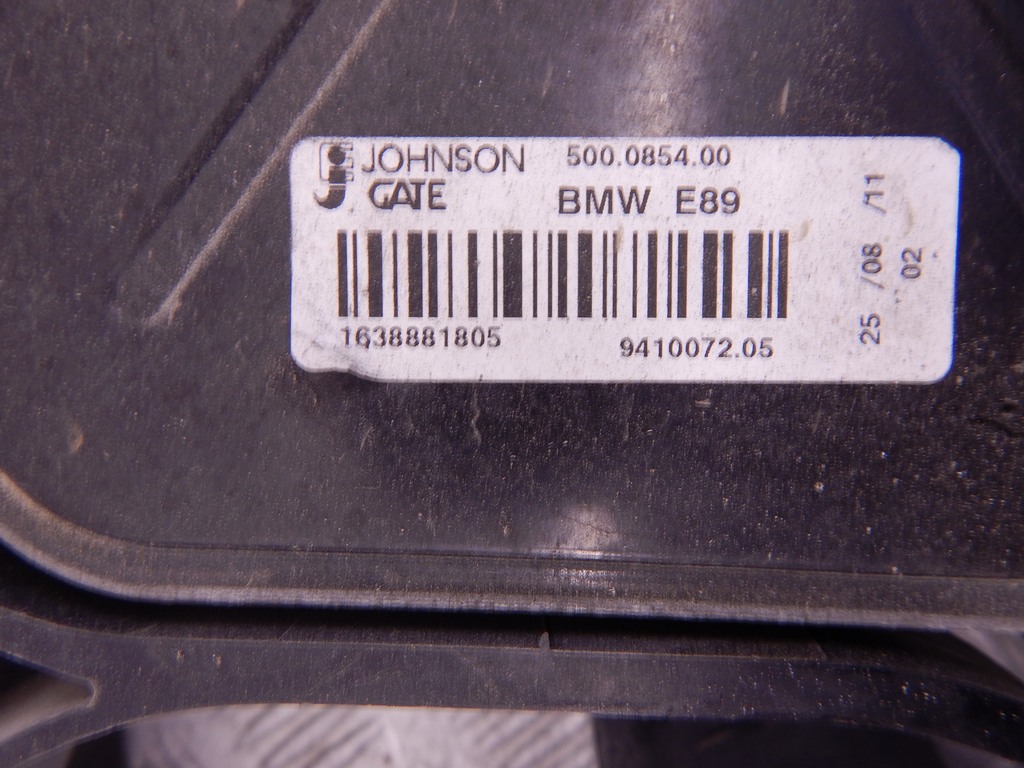 JOHNSON 500.0854.00
GATE BMW E89
1638881805
9410072.05
25 /08 /11
02